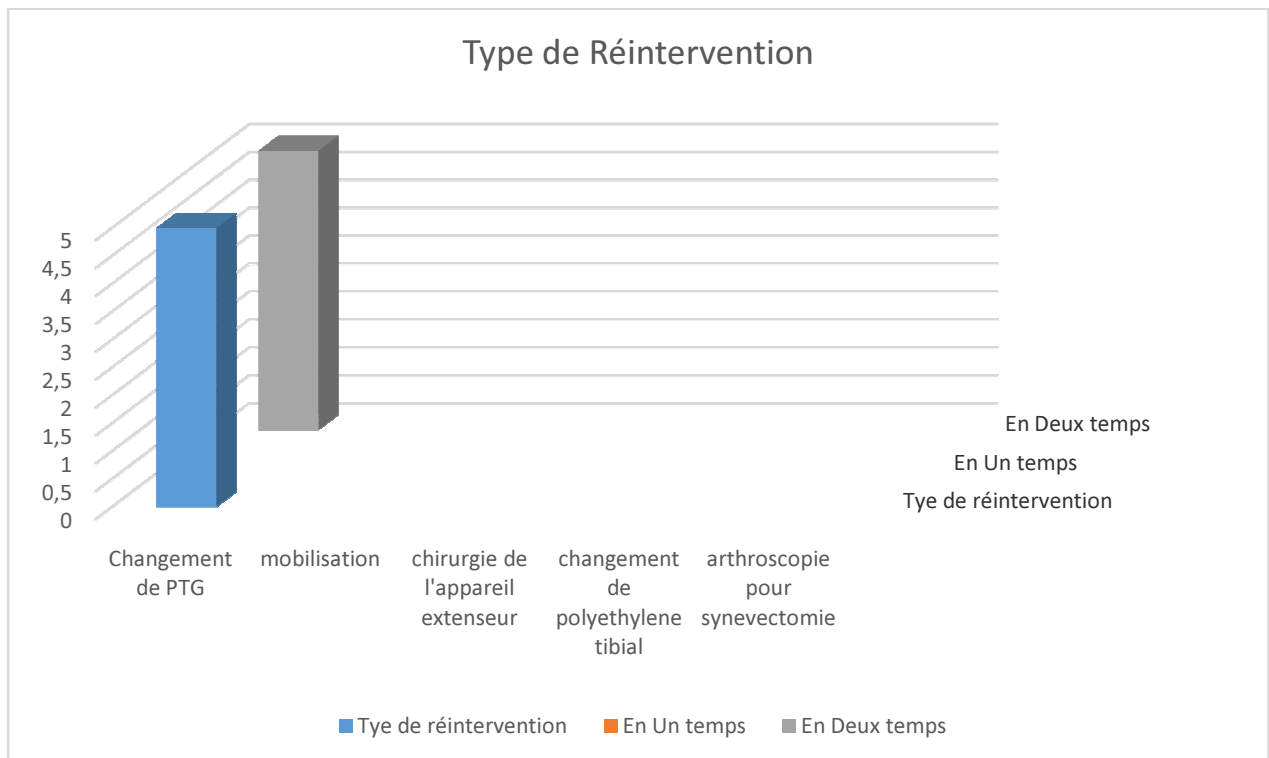 Type de Réintervention
5
4,5
4
3,5
3
2,5
2
1,5
1
0,5
0
En Deux temps
En Un temps
Tye de réintervention
Changement
de PTG
mobilisation
chirurgie de
l'appareil
extenseur
changement
de
polyethylene
tibial
arthroscopie
pour
synevectomie
Tye de réintervention
En Un temps
En Deux temps